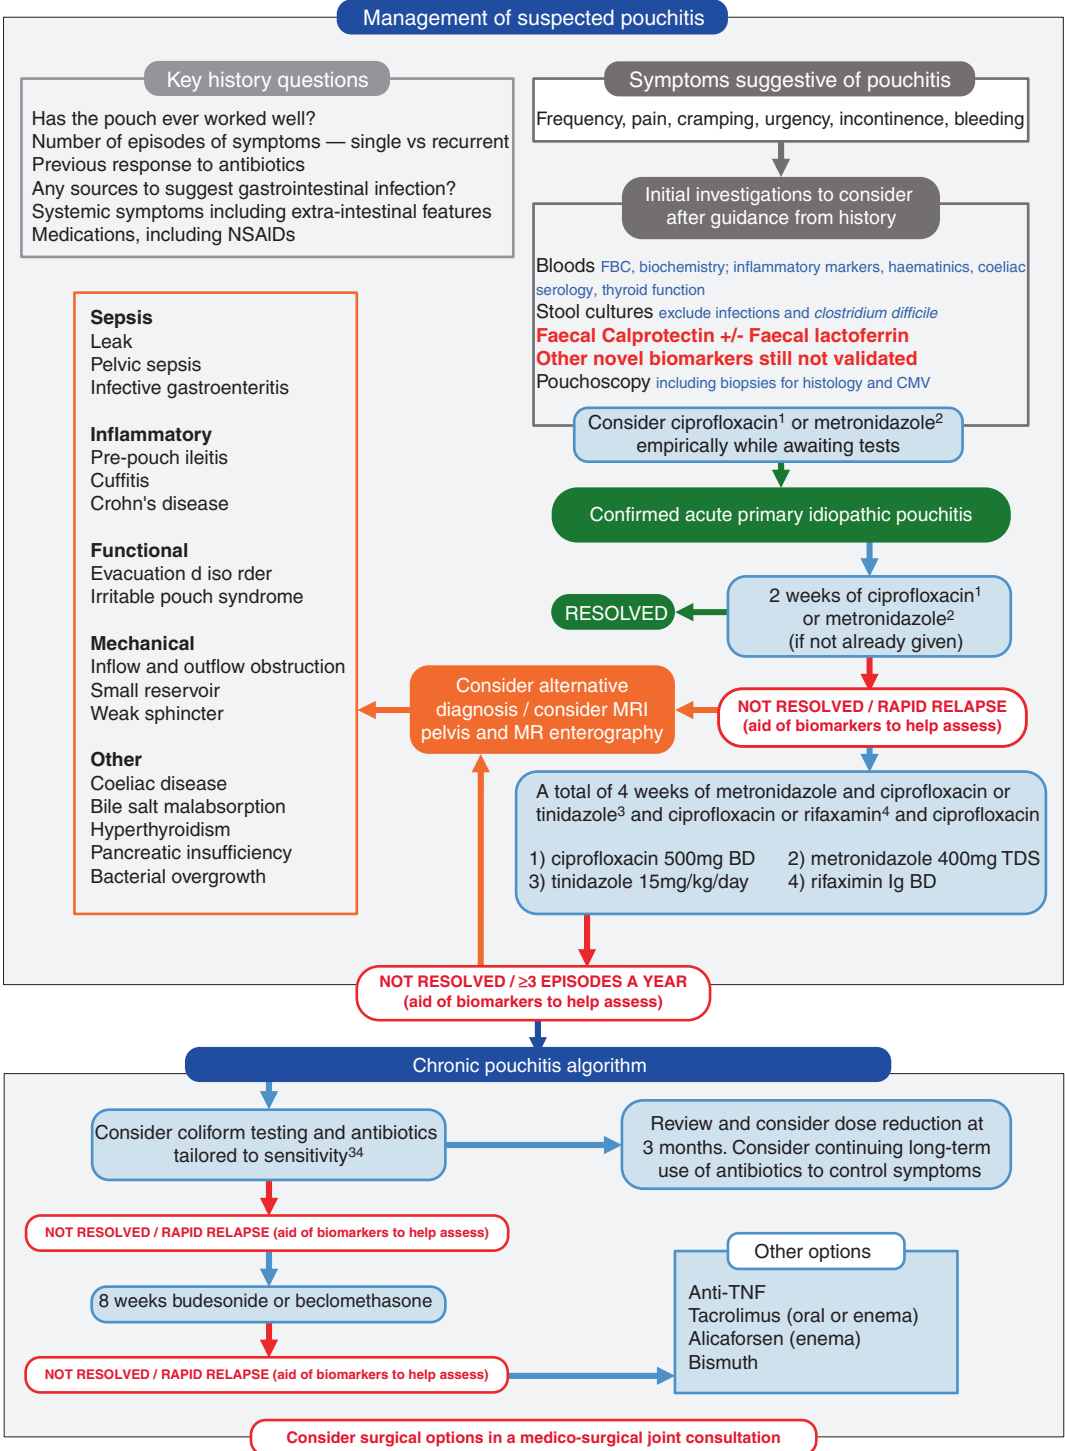 Management of suspected pouchitis
Key history questions
Has the pouch ever worked well?
Number of episodes of symptoms — single vs recurrent
Previous response to antibiotics
Any sources to suggest gastrointestinal infection?
Systemic symptoms including extra-intestinal features
Medications, including NSAIDs
Symptoms suggestive of pouchitis
Frequency, pain, cramping, urgency, incontinence, bleeding
Initial investigations to consider
after guidance from history
Bloods FBC, biochemistry; inflammatory markers, haematinics, coeliac
serology, thyroid function
Stool cultures exclude infections and clostridium difficile
Faecal Calprotectin +/- Faecal lactoferrin
Other novel biomarkers still not validated
Pouchoscopy including biopsies for histology and CMV
Consider ciprofloxacin1 or metronidazole2
empirically while awaiting tests
Confirmed acute primary idiopathic pouchitis
2 weeks of ciprofloxacin1
or metronidazole2
(if not already given)
RESOLVED
NOT RESOLVED / RAPID RELAPSE
(aid of biomarkers to help assess)
Consider alternative
diagnosis / consider MRI
pelvis and MR enterography
Sepsis
Leak
Pelvic sepsis
Infective gastroenteritis
Inflammatory
Pre-pouch ileitis
Cuffitis
Crohn's disease
Functional
Evacuation d iso rder
Irritable pouch syndrome
Mechanical
Inflow and outflow obstruction
Small reservoir
Weak sphincter
Other
Coeliac disease
Bile salt malabsorption
Hyperthyroidism
Pancreatic insufficiency
Bacterial overgrowth
A total of 4 weeks of metronidazole and ciprofloxacin or
tinidazole3 and ciprofloxacin or rifaxamin4 and ciprofloxacin
1) ciprofloxacin 500mg BD 2) metronidazole 400mg TDS
3) tinidazole 15mg/kg/day 4) rifaximin Ig BD
NOT RESOLVED / ≥3 EPISODES A YEAR
(aid of biomarkers to help assess)
Chronic pouchitis algorithm
Consider coliform testing and antibiotics
tailored to sensitivity34
Review and consider dose reduction at
3 months. Consider continuing long-term
use of antibiotics to control symptoms
NOT RESOLVED / RAPID RELAPSE (aid of biomarkers to help assess)
8 weeks budesonide or beclomethasone
NOT RESOLVED / RAPID RELAPSE (aid of biomarkers to help assess)
Other options
Anti-TNF
Tacrolimus (oral or enema)
Alicaforsen (enema)
Bismuth
Consider surgical options in a medico-surgical joint consultation